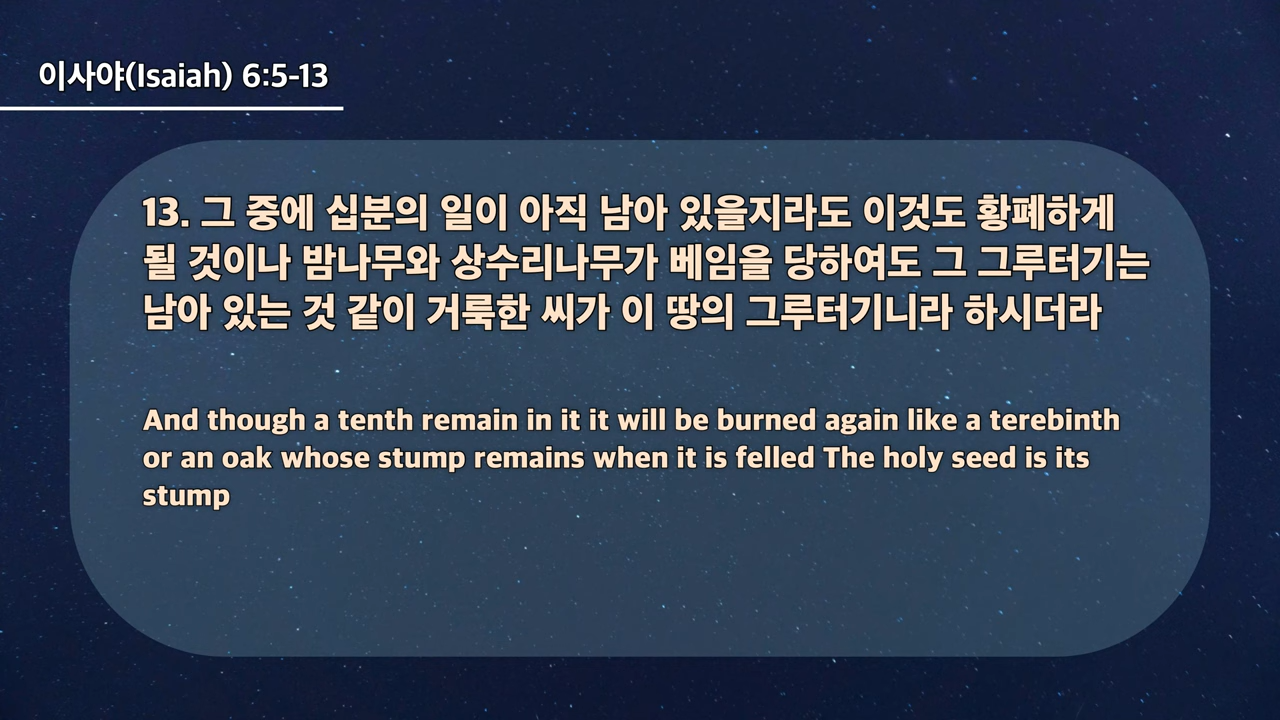 이사야(Isaiah) 6:5-13
13. 그 중에 십분의 일이 아직 남아 있을지라도 이것도 황폐하게
될 것이나 밤나무와 상수리나무가 베임을 당하여도 그 그루터기는
남아 있는 것 같이 거룩한 씨가 이 땅의 그루터기니라 하시더라
And though a tenth remain in it it will be burned again like a terebinth
or an oak whose stump remains when it is felled The holy seed is its
stump